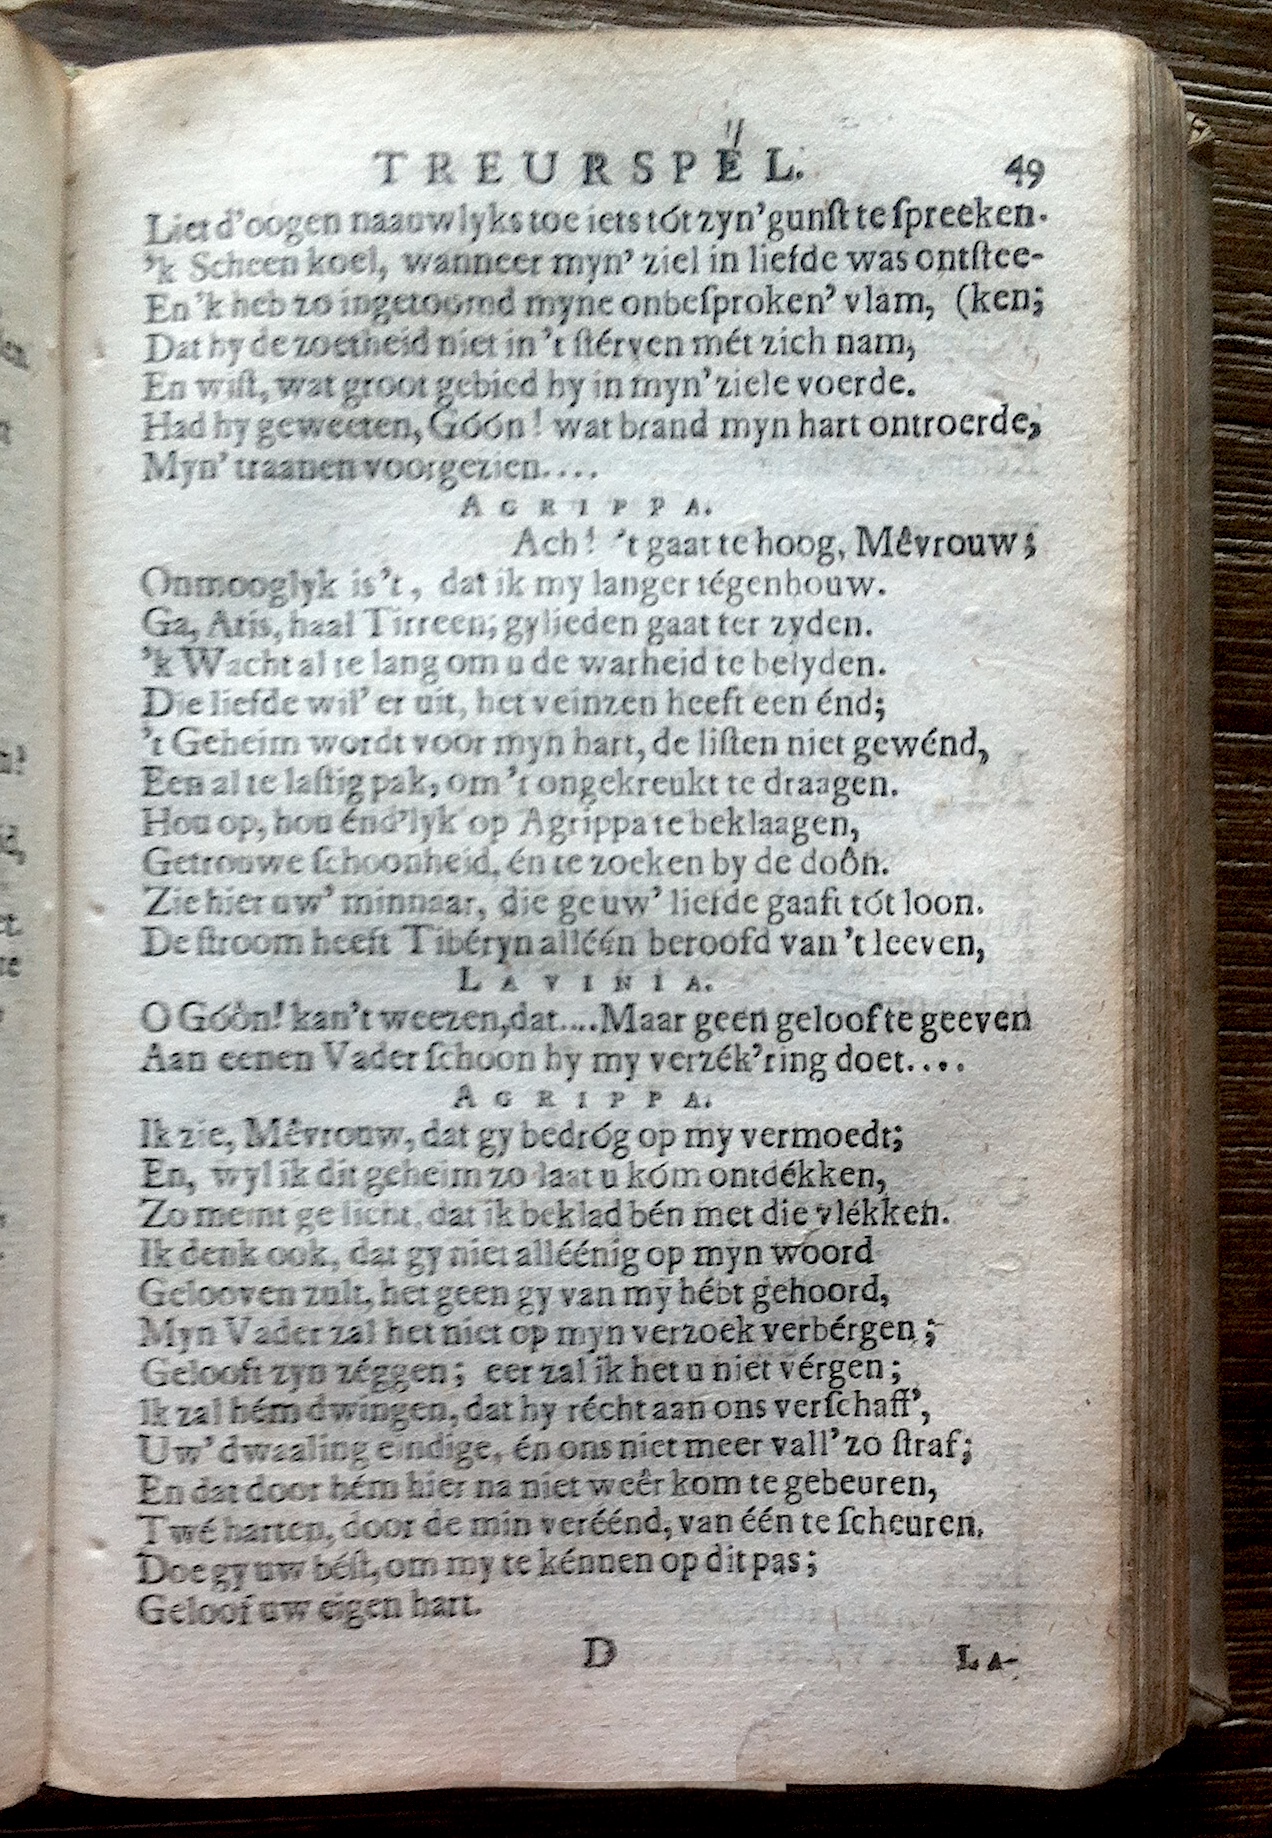 TREURSPÉL. 49
Liet d'oogen naauwlyks toe iets tót zyn' gunſt te ſpreeken.
'k Scheen koel, wanneer myn' ziel in liefde was ontſtee-
En 'k heb zo ingetoomd myne onbeſproken' vlam, (ken;
Dat hy de zoetheid niet in 't ſtérven mét zich nam,
En wiſt, wat groot gebied hy in myn' ziele voerde.
Had hy geweeten, Góón! wat brand myn hart ontroerde,
Myn' traanen voorgezien....
AGRIPPA.
Ach! 't gaat te hoog, Mêvrouw;
Onmooglyk is 't, dat ik my langer tégenhouw.
Ga, Atis, haal Tirreen; gylieden gaat ter zyden.
'k Wacht al te lang om u de warheid te belyden.
Die liefde wil' er uit, het veinzen heeft een énd;
't Geheim wordt voor myn hart, de liſten niet gewénd,
Een al te laſtig pak, om 't ongekreukt te draagen.
Hou op, hou énd'lyk op Agrippa te beklaagen,
Getrouwe ſchoonheid, én te zoeken by de doôn.
Zie hier uw' minnaar, die ge uw' liefde gaaft tót loon.
De ſtroom heeft Tibéryn alléén beroofd van 't leeven,
LAVINIA.
O Góôn! kan't weezen, dat....Maar geen geloof te geeven
Aan eenen Vader ſchoon hy my verzék'ring doet....
AGRIPPA.
Ik zie, Mêvrouw, dat gy bedróg op my vermoedt;
En, wyl ik dit geheim zo laat u kóm ontdékken,
Zo meint ge licht, dat ik beklad bén met die vlékken.
Ik denk ook, dat gy niet alléénig op myn woord
Gelooven zult, het geen gy van my hébt gehoord,
Myn Vader zal het niet op myn verzoek verbérgen;
Gelooft zyn zéggen; eer zal ik het u niet vérgen;
Ik zal hém dwingen, dat hy récht aan ons verſchaff',
Uw' dwaaling eindige, én ons niet meer vall' zo ſtraf;
En dat door hém hier na niet weêr kom te gebeuren,
Twé harten, door de min veréénd, van één te ſcheuren.
Doe gy uw béſt, om my te kénnen op dit pas;
Geloof uw eigen hart.
D LA-